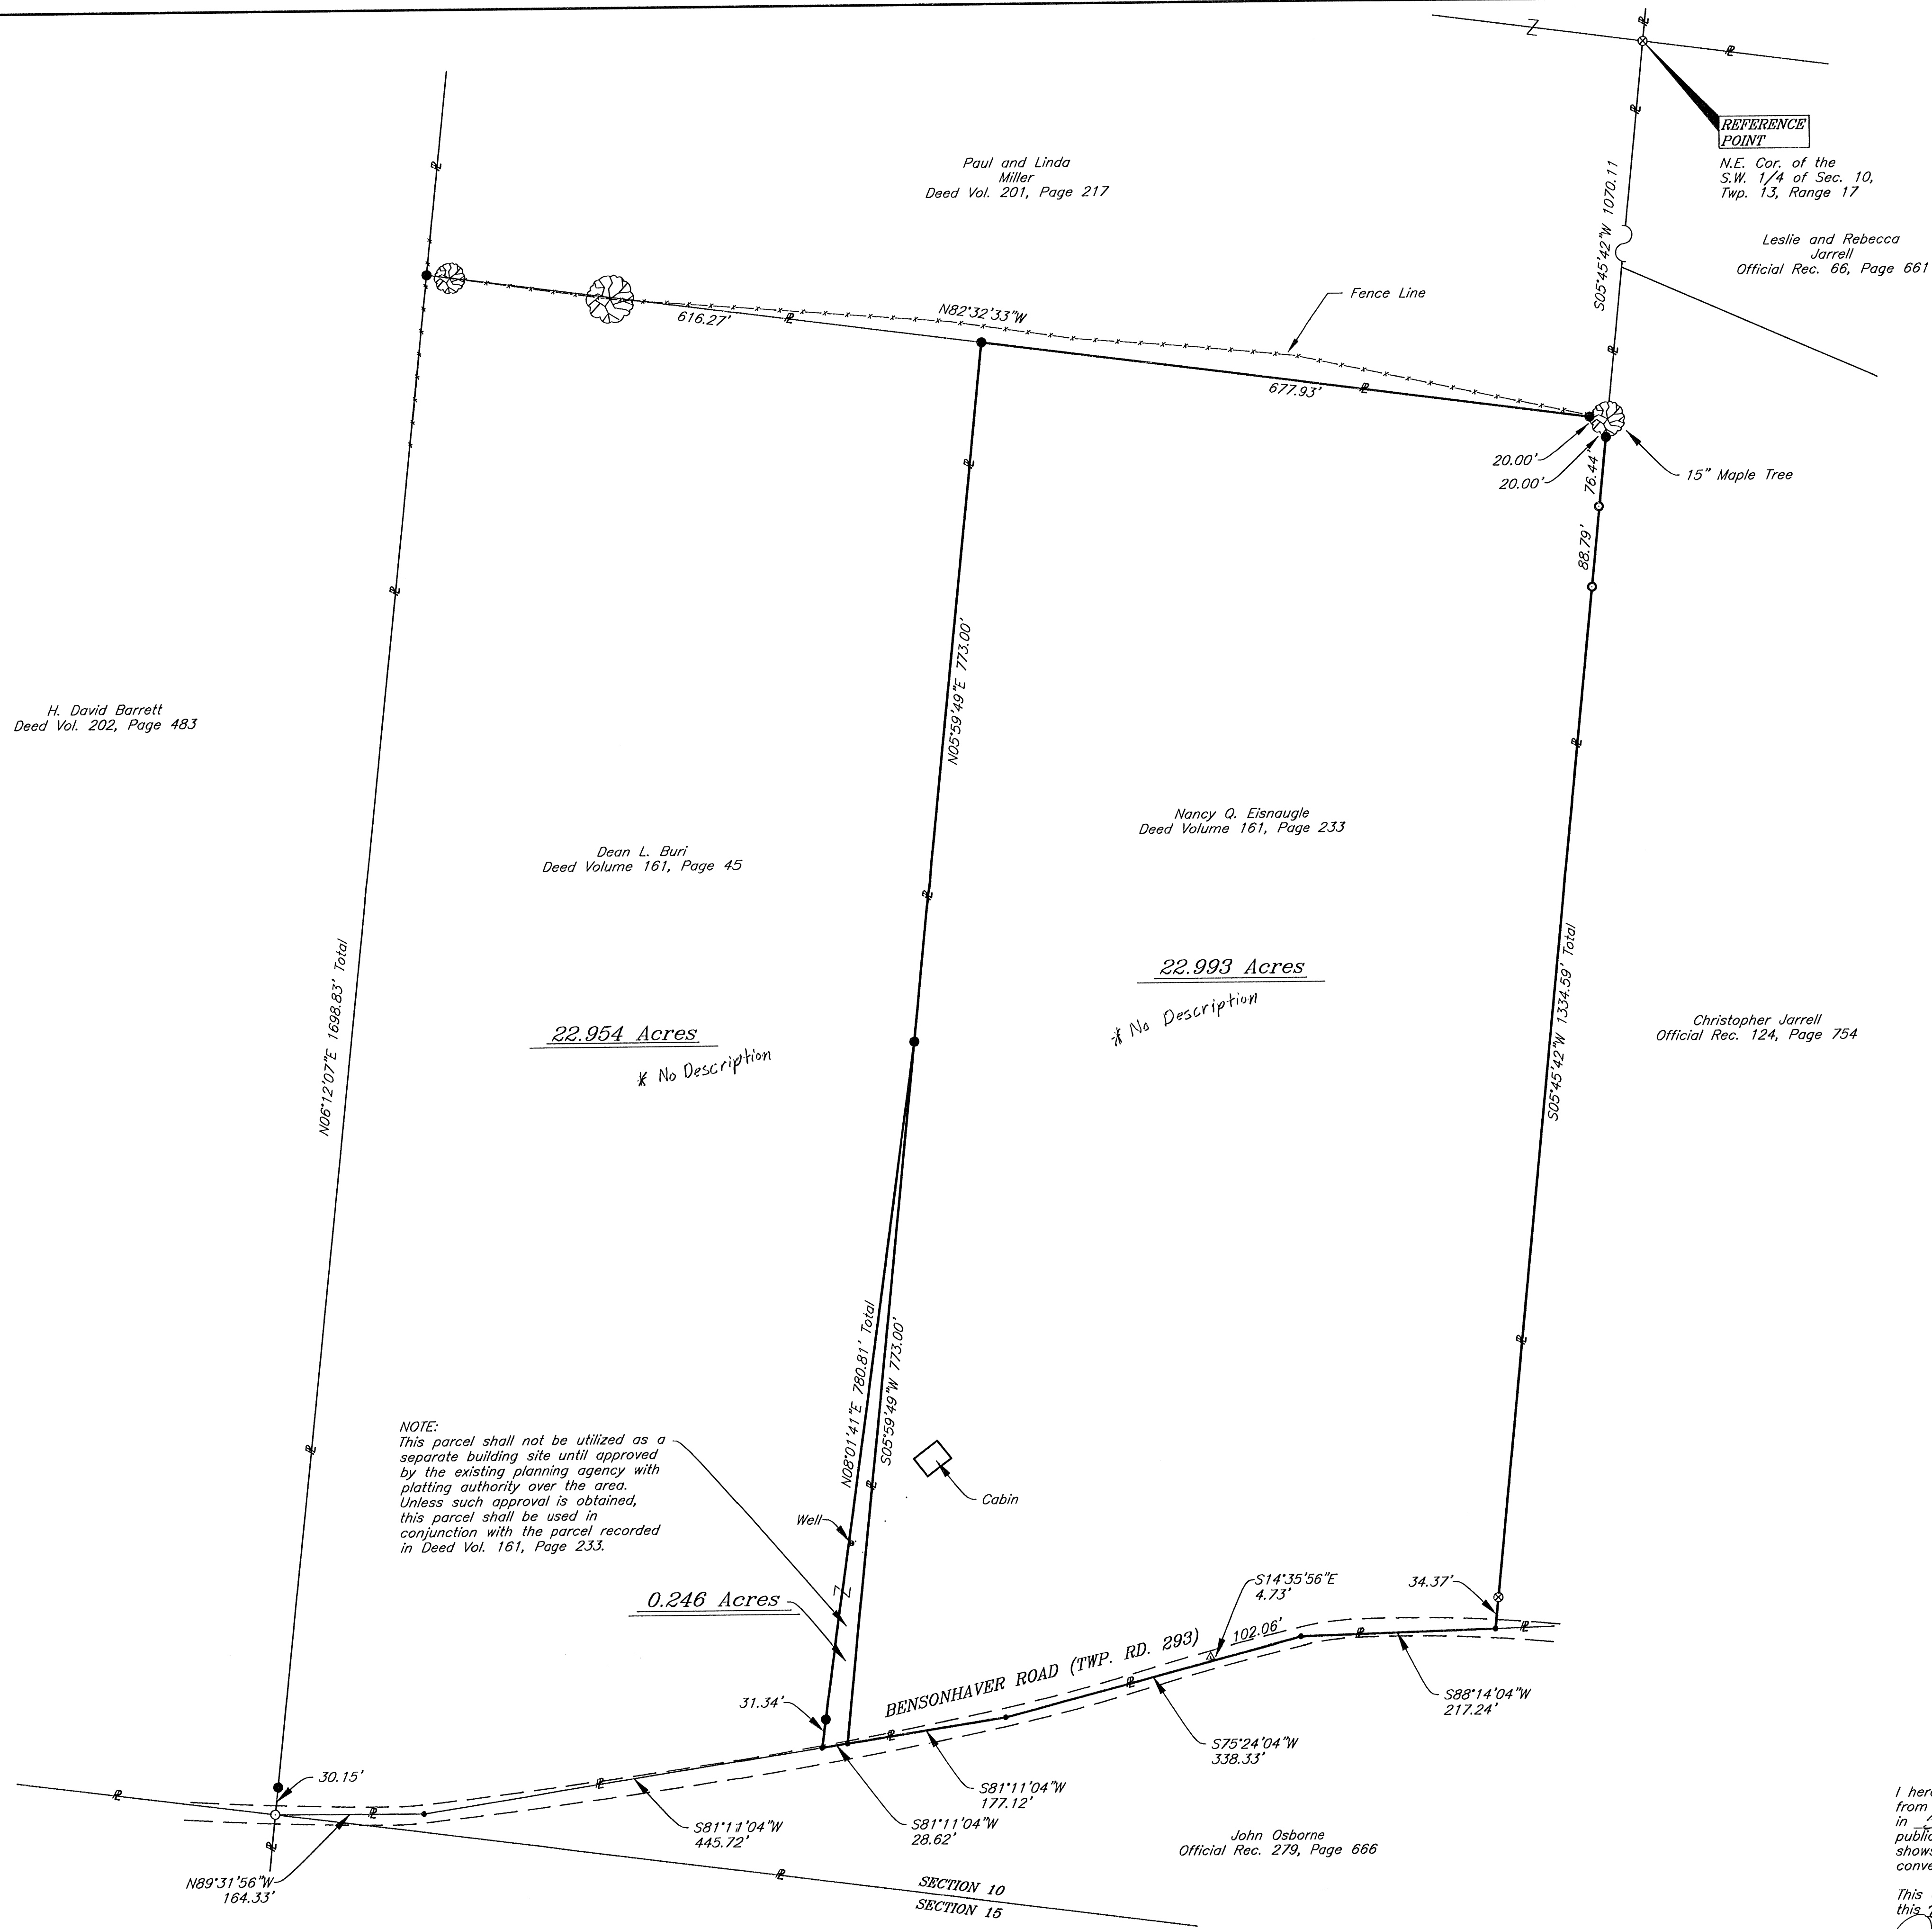 REFERENCE
POINT
N.E. Cor. of the
S.W. 1/4 of Sec. 10,
Twp. 13, Range 17
Paul and Linda
Miller
Deed Vol. 201, Page 217
S05°45'42"W 1070.11
Leslie and Rebecca
Jarrell
Official Rec. 66, Page 661
Fence Line
N82°32'33"W
616.27'
677.93'
20.00'
20.00'
76.44'
15" Maple Tree
88.79'
N05°59'49"E 773.00'
H. David Barrett
Deed Vol. 202, Page 483
Nancy Q. Eisnaugle
Deed Volume 161, Page 233
Dean L. Buri
Deed Volume 161, Page 45
22.993 Acres
* No Description
22.954 Acres
* No Description
N06°12'07"E 1698.83' Total
S05°45'42"W 1334.59' Total
Christopher Jarrell
Official Rec. 124, Page 754
N08°01'41"E 780.81' Total
S05°59'49"W 773.00'
NOTE:
This parcel shall not be utilized as a
separate building site until approved
by the existing planning agency with
platting authority over the area.
Unless such approval is obtained,
this parcel shall be used in
conjunction with the parcel recorded
in Deed Vol. 161, Page 233.
Cabin
Well
0.246 Acres
S14°35'56"E
4.73'
34.37'
102.06'
BENSONHAVER ROAD (TWP. RD. 293)
31.34'
S88°14'04"W
217.24'
S75°24'04"W
338.33'
30.15'
S81°11'04"W
177.12'
S81°11'04"W
28.62'
S81°11'04"W
445.72'
John Osborne
Official Rec. 279, Page 666
N89°31'56"W
164.33'
SECTION 10
SECTION 15
I here
from
in
public
shows
conve
This
this